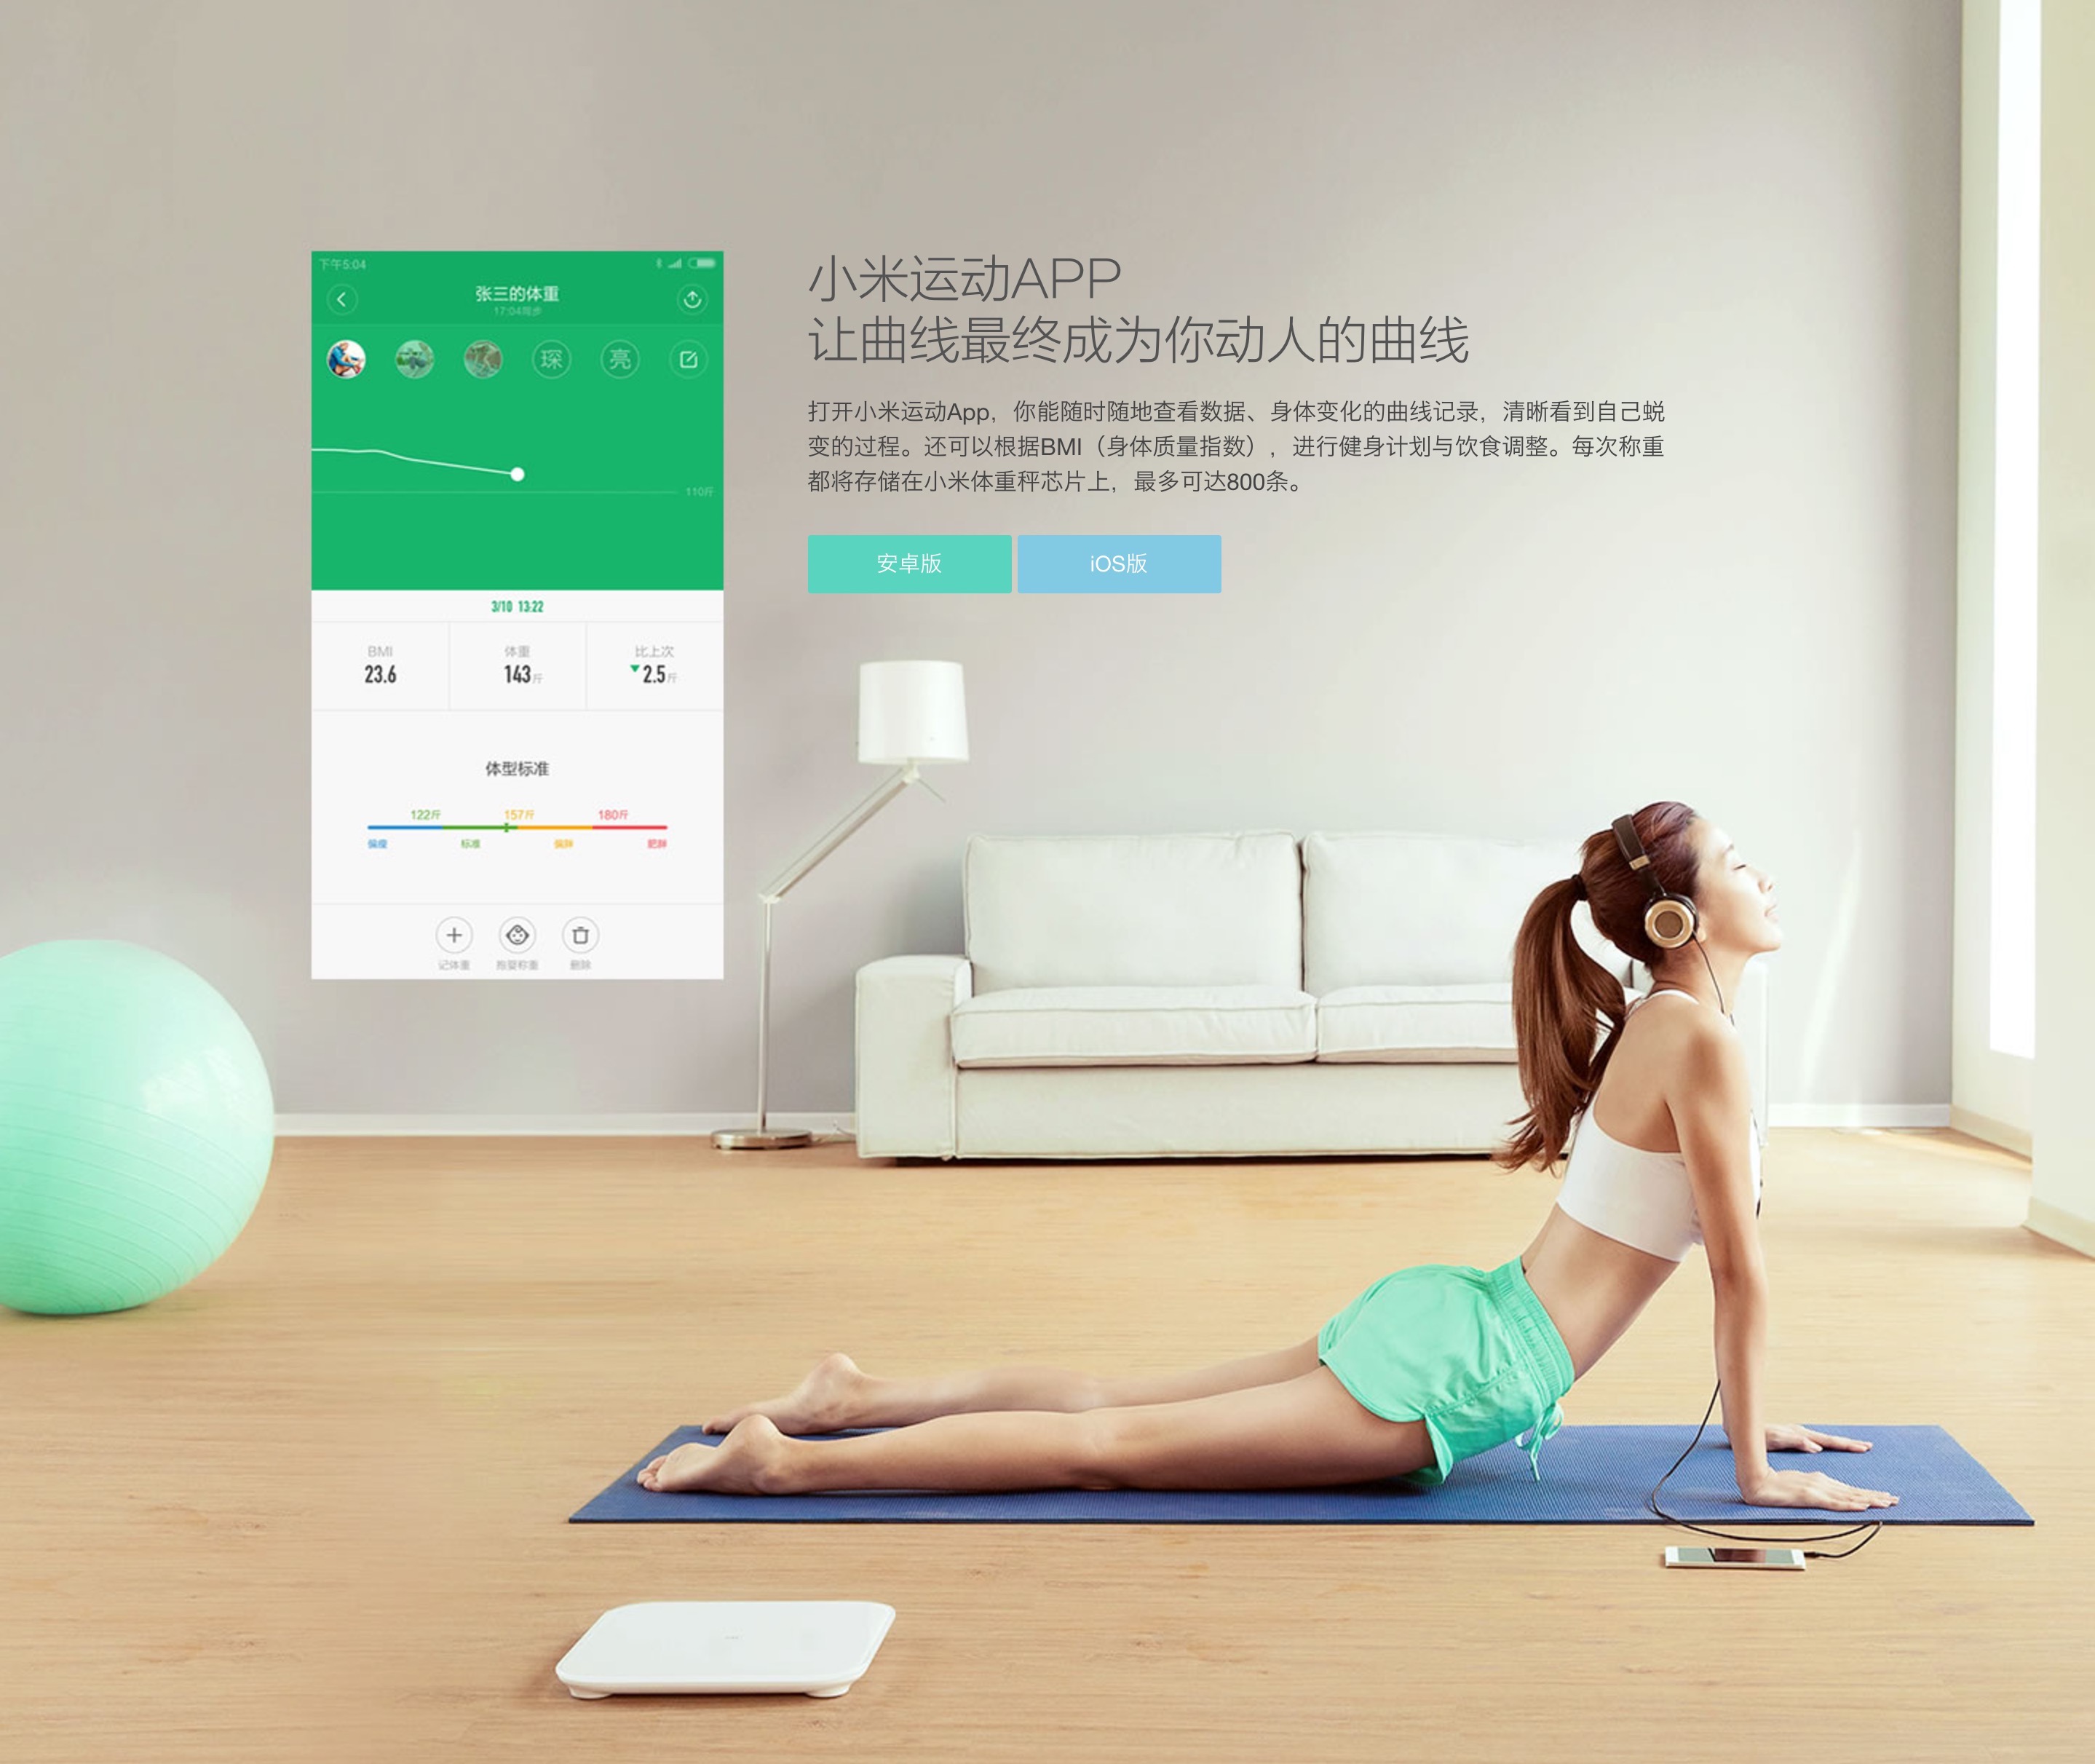 下午5:04
张三的体重
17:04同步
琛
亮
110斤
3/10 13:22
BMI
体重
比上次
23.6
143斤
2.5斤
体型标准
122斤
157斤
180斤
偏瘦
标准
偏胖
肥胖
记体重
抱婴称重
删除
小米运动APP
让曲线最终成为你动人的曲线
打开小米运动App，你能随时随地查看数据、身体变化的曲线记录，清晰看到自己蜕
变的过程。还可以根据BMI（身体质量指数），进行健身计划与饮食调整。每次称重
都将存储在小米体重秤芯片上，最多可达800条。
安卓版
iOS版